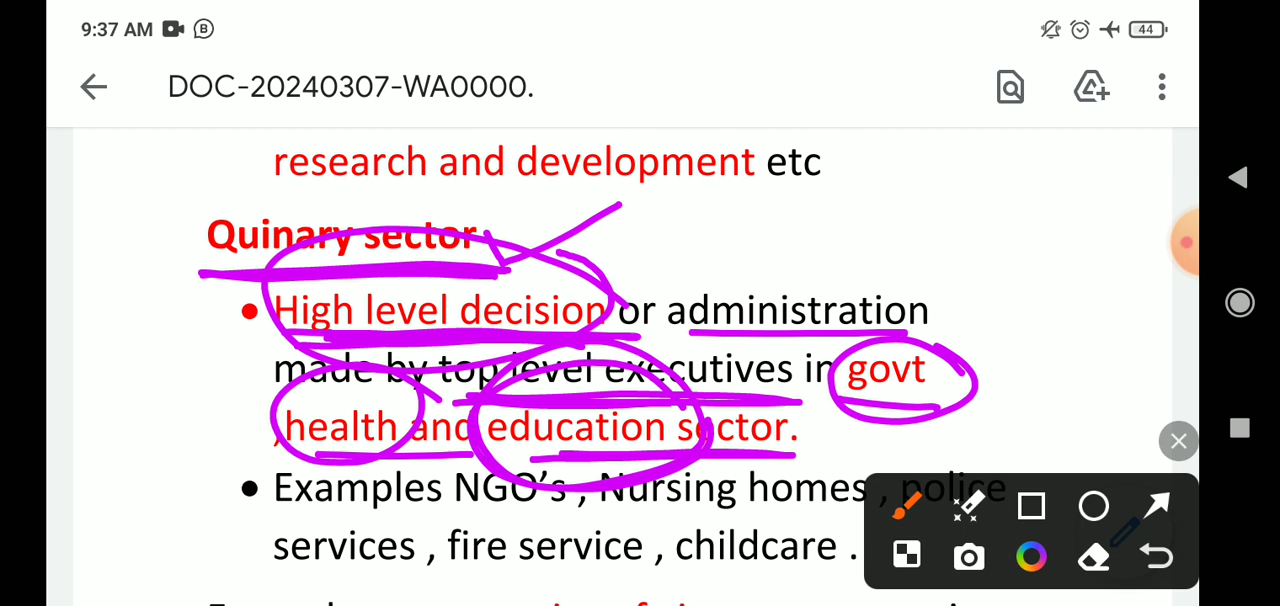 9:37 AM
44
DOC-20240307-WA0000.
research and development etc
Quinary sector
• High level decision or administration
made by top level executives in govt
,health and education sector.
• Examples NGO's , Nursing homes , police
services , fire service , childcare .